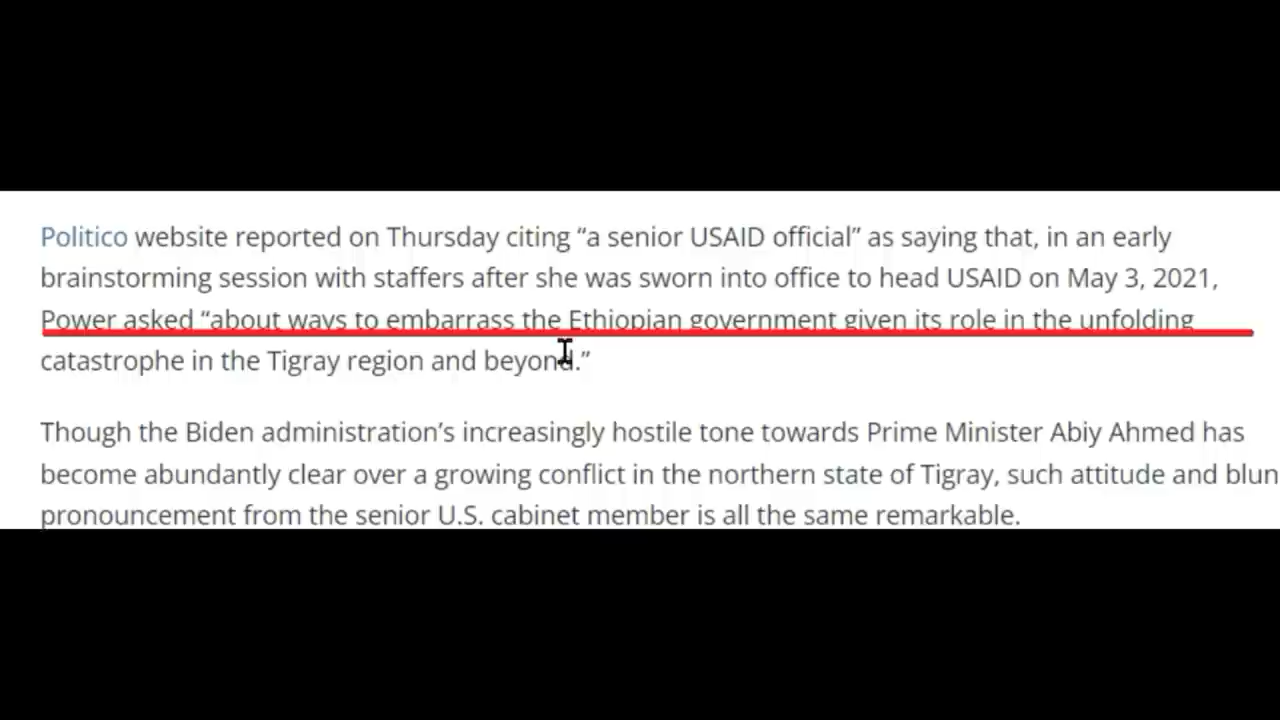 Politico website reported on Thursday citing “a senior USAID official” as saying that, in an early
brainstorming session with staffers after she was sworn into office to head USAID on May 3, 2021,
Power asked “about ways to embarrass the Ethiopian government given its role in the unfolding
catastrophe in the Tigray region and beyond.”
Though the Biden administration’s increasingly hostile tone towards Prime Minister Abiy Ahmed has
become abundantly clear over a growing conflict in the northern state of Tigray, such attitude and blun
pronouncement from the senior U.S. cabinet member is all the same remarkable.